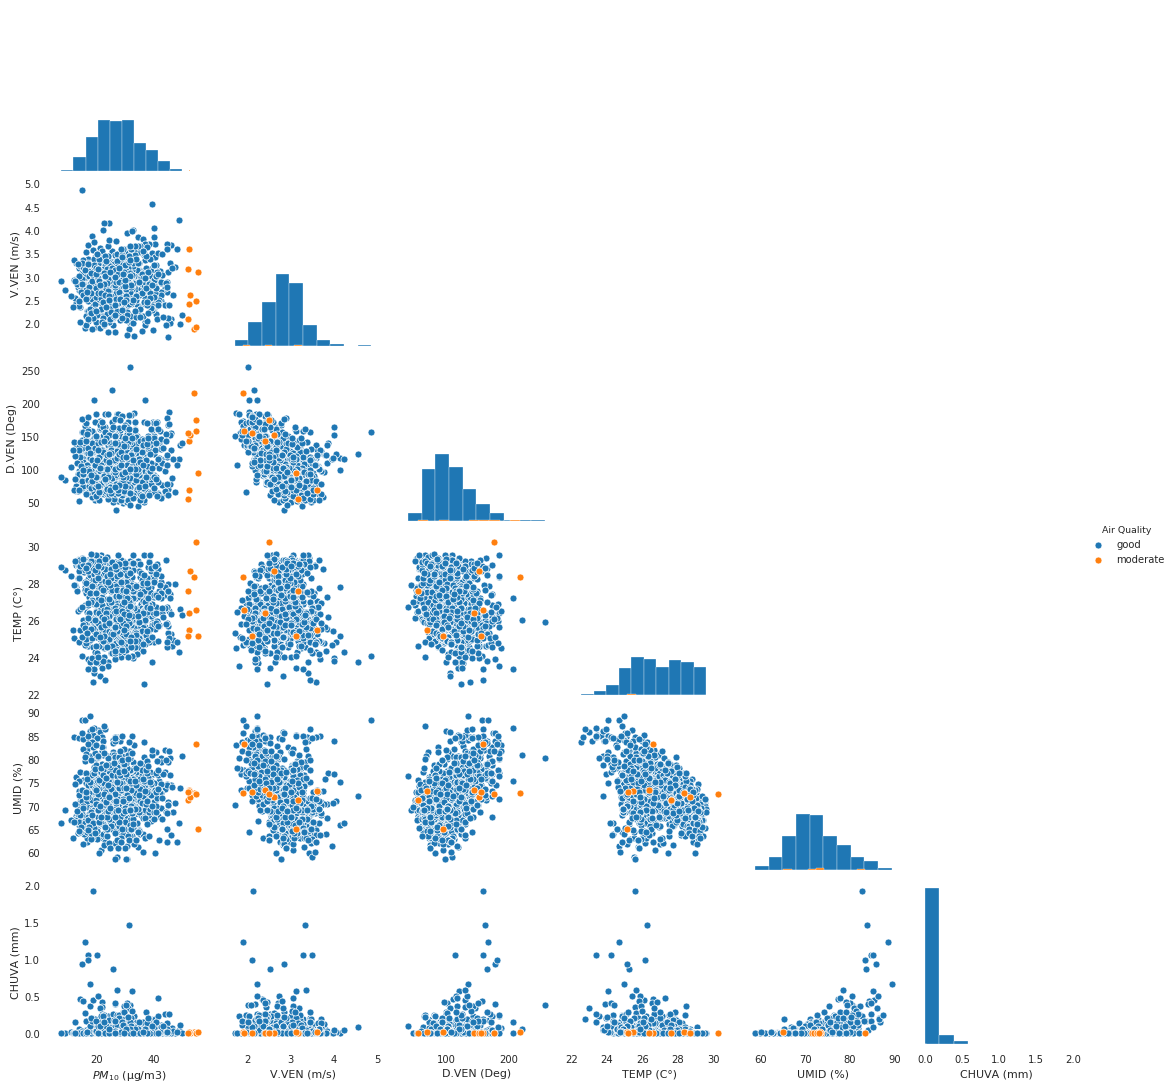 5.0
4.5
4.0
3.5
3.0
2.5
2.0
V.VEN (m/s)
250
200
150
100
50
D.VEN (Deg)
30
28
26
24
22
TEMP (C°)
Air Quality
good
moderate
90
85
80
75
70
65
60
UMID (%)
2.0
1.5
1.0
0.5
0.0
CHUVA (mm)
20 40
2 3 4 5
100 200
22 24 26 28 30
60 70 80 90
0.0 0.5 1.0 1.5 2.0
PM10 (µg/m3) V.VEN (m/s) D.VEN (Deg) TEMP (C°) UMID (%) CHUVA (mm)